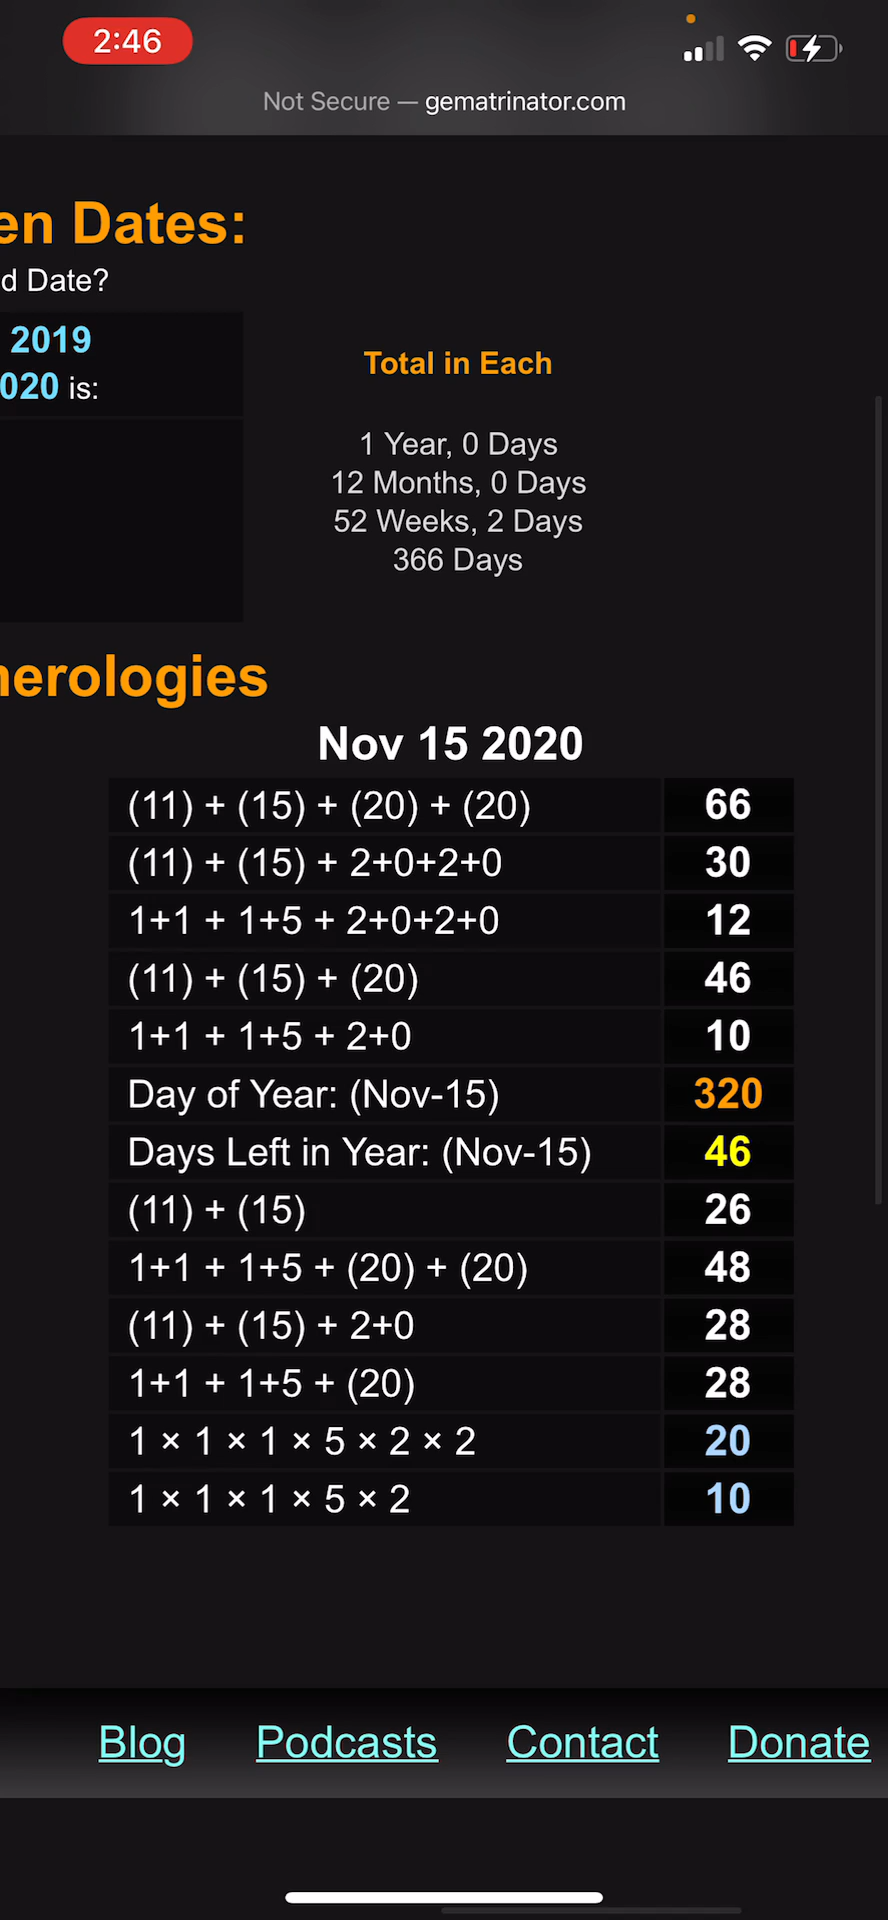 2:46
Not Secure — gematrinator.com
en Dates:
d Date?
2019
020 is:
Total in Each
1 Year, 0 Days
12 Months, 0 Days
52 Weeks, 2 Days
366 Days
nerologies
Nov 15 2020
(11) + (15) + (20) + (20) 66
(11) + (15) + 2+0+2+0 30
1+1 + 1+5 + 2+0+2+0 12
(11) + (15) + (20) 46
1+1 + 1+5 + 2+0 10
Day of Year: (Nov-15) 320
Days Left in Year: (Nov-15) 46
(11) + (15) 26
1+1 + 1+5 + (20) + (20) 48
(11) + (15) + 2+0 28
1+1 + 1+5 + (20) 28
1 × 1 × 1 × 5 × 2 × 2 20
1 × 1 × 1 × 5 × 2 10
Blog Podcasts Contact Donate